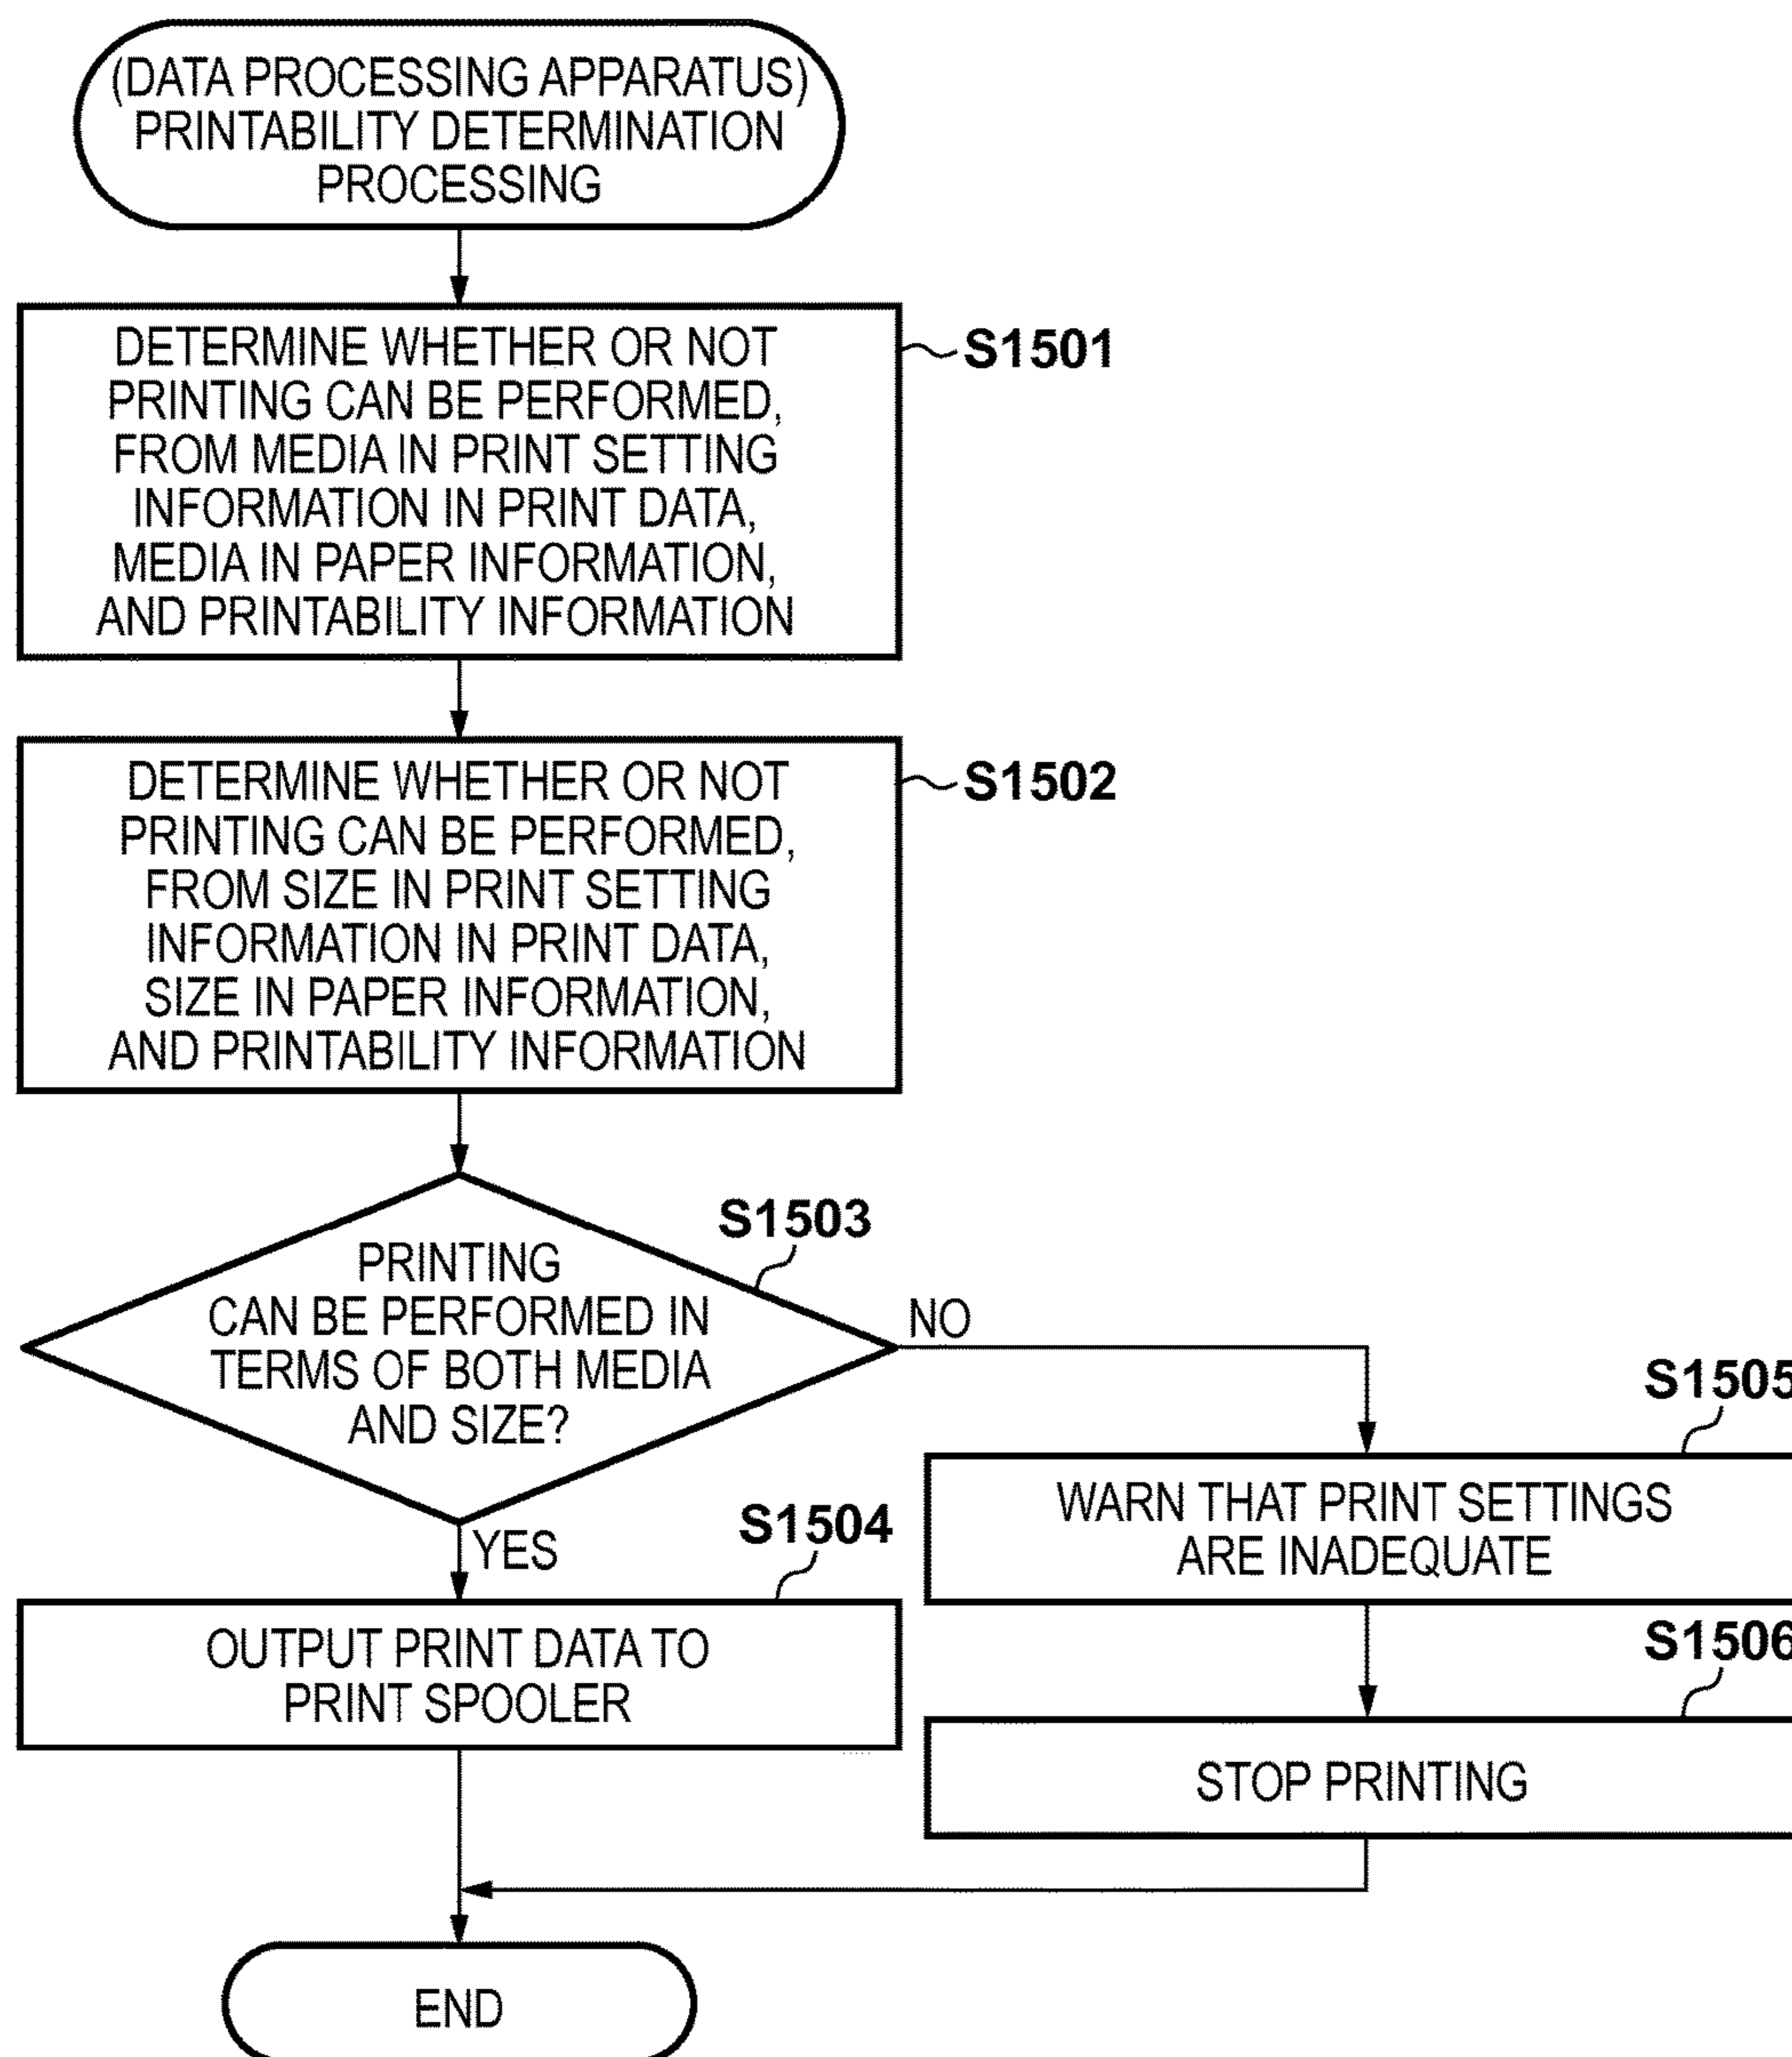 (DATA PROCESSING APPARATUS)
PRINTABILITY DETERMINATION
PROCESSING
DETERMINE WHETHER OR NOT
PRINTING CAN BE PERFORMED,
FROM MEDIA IN PRINT SETTING
INFORMATION IN PRINT DATA,
MEDIA IN PAPER INFORMATION,
AND PRINTABILITY INFORMATION
S1501
DETERMINE WHETHER OR NOT
PRINTING CAN BE PERFORMED,
FROM SIZE IN PRINT SETTING
INFORMATION IN PRINT DATA,
SIZE IN PAPER INFORMATION,
AND PRINTABILITY INFORMATION
S1502
S1503
PRINTING
CAN BE PERFORMED IN
TERMS OF BOTH MEDIA
AND SIZE?
NO
YES
S1504
OUTPUT PRINT DATA TO
PRINT SPOOLER
S1505
WARN THAT PRINT SETTINGS
ARE INADEQUATE
S1506
STOP PRINTING
END